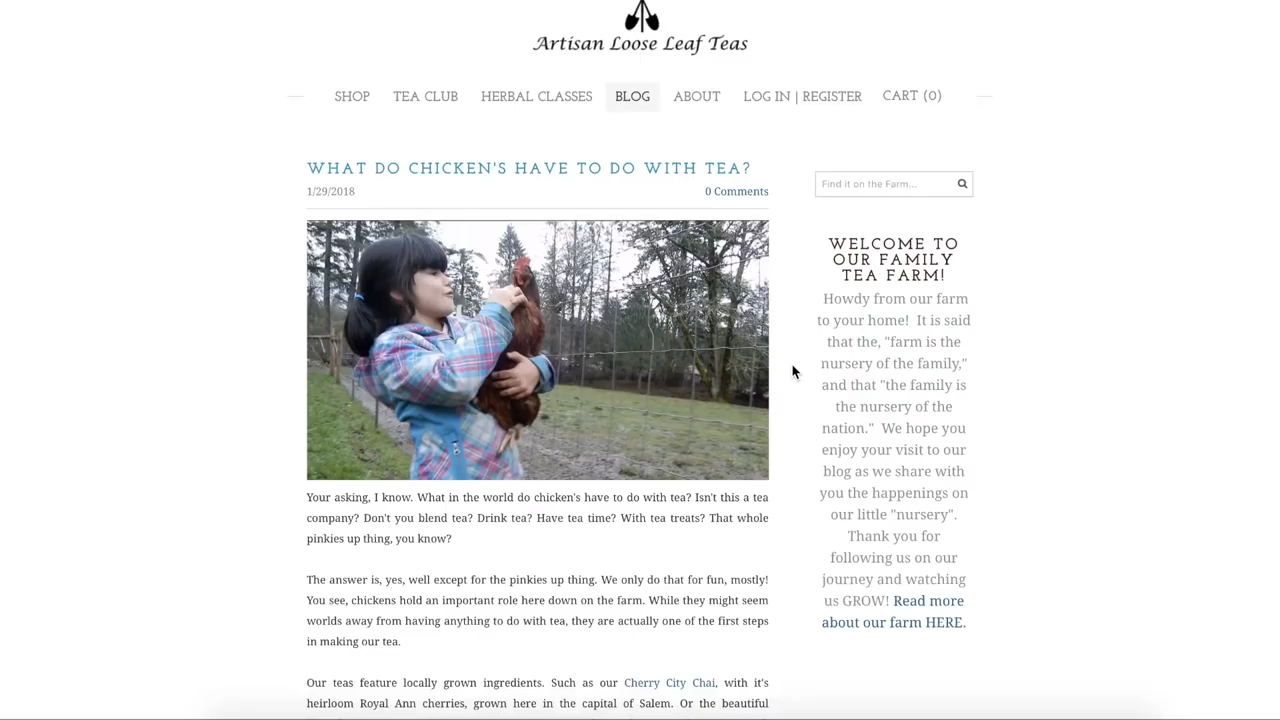 Artisan Loose Leaf Teas
SHOP TEA CLUB HERBAL CLASSES BLOG ABOUT LOG IN | REGISTER CART (0)
WHAT DO CHICKEN'S HAVE TO DO WITH TEA?
1/29/2018 0 Comments
Your asking, I know. What in the world do chicken's have to do with tea? Isn't this a tea
company? Don't you blend tea? Drink tea? Have tea time? With tea treats? That whole
pinkies up thing, you know?
The answer is, yes, well except for the pinkies up thing. We only do that for fun, mostly!
You see, chickens hold an important role here down on the farm. While they might seem
worlds away from having anything to do with tea, they are actually one of the first steps
in making our tea.
Our teas feature locally grown ingredients. Such as our Cherry City Chai, with it's
heirloom Royal Ann cherries, grown here in the capital of Salem. Or the beautiful
Find it on the Farm...
WELCOME TO
OUR FAMILY
TEA FARM!
Howdy from our farm
to your home! It is said
that the, "farm is the
nursery of the family,"
and that "the family is
the nursery of the
nation." We hope you
enjoy your visit to our
blog as we share with
you the happenings on
our little "nursery".
Thank you for
following us on our
journey and watching
us GROW! Read more
about our farm HERE.